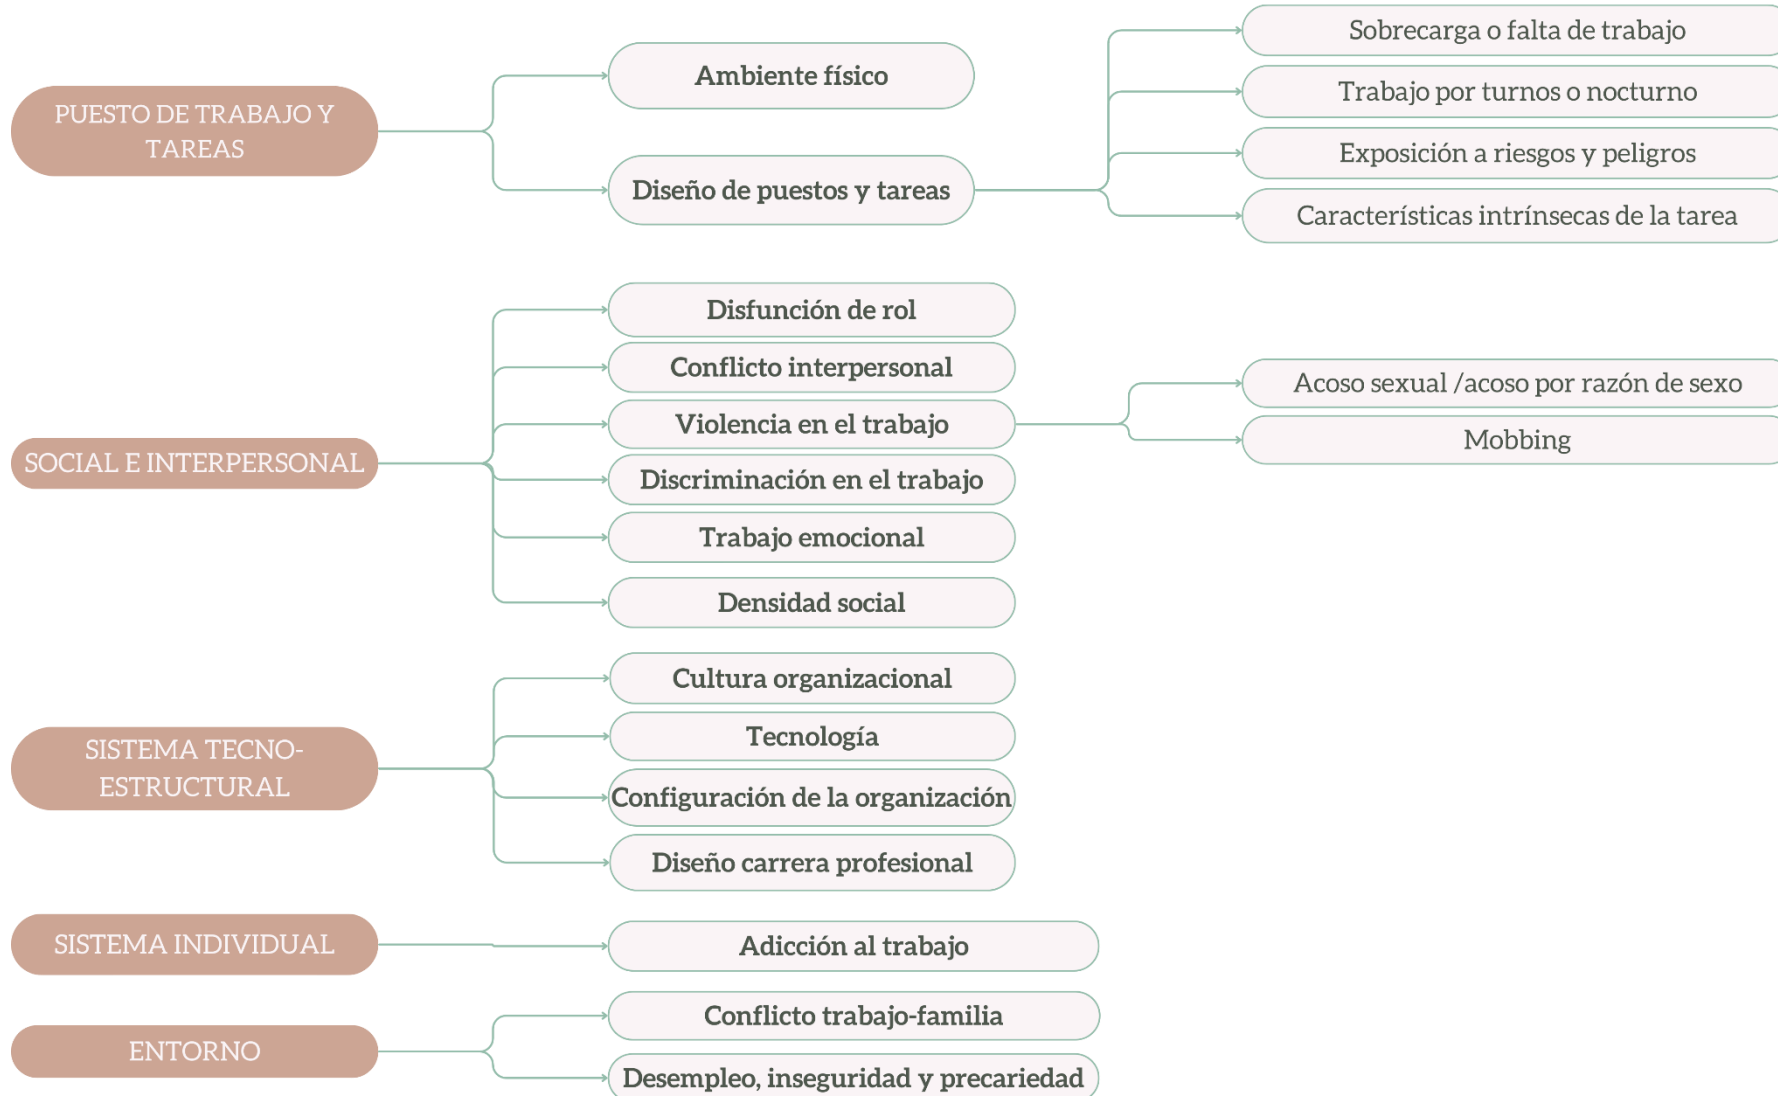 PUESTO DE TRABAJO Y
TAREAS
Ambiente físico
Diseño de puestos y tareas
Sobrecarga o falta de trabajo
Trabajo por turnos o nocturno
Exposición a riesgos y peligros
Características intrínsecas de la tarea
SOCIAL E INTERPERSONAL
Disfunción de rol
Conflicto interpersonal
Violencia en el trabajo
Acoso sexual /acoso por razón de sexo
Mobbing
Discriminación en el trabajo
Trabajo emocional
Densidad social
SISTEMA TECNO-
ESTRUCTURAL
Cultura organizacional
Tecnología
Configuración de la organización
Diseño carrera profesional
SISTEMA INDIVIDUAL
Adicción al trabajo
ENTORNO
Conflicto trabajo-familia
Desempleo, inseguridad y precariedad